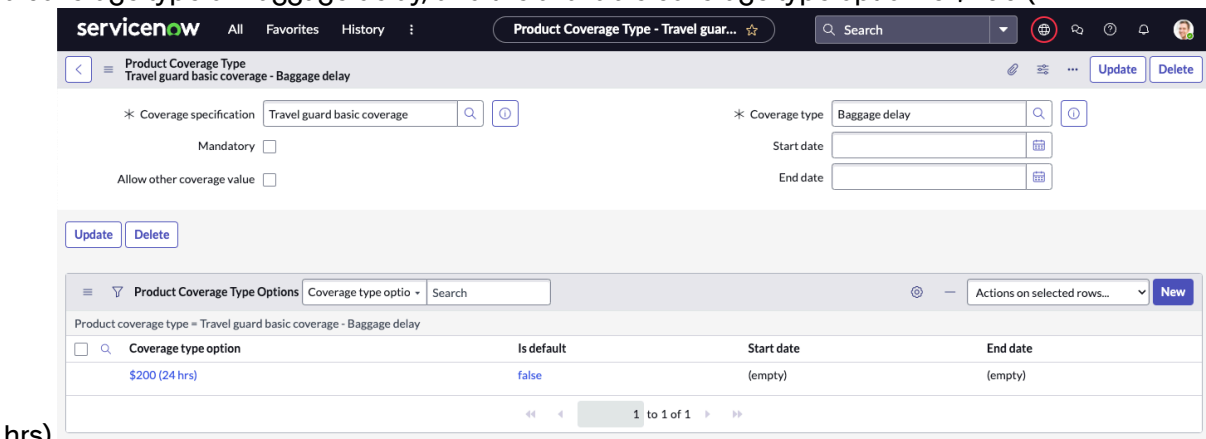 servicenow All Favorites History Product Coverage Type - Travel guar... Search
Product Coverage Type
Travel guard basic coverage - Baggage delay
Update Delete
Coverage specification Travel guard basic coverage
Coverage type Baggage delay
Mandatory
Start date
Allow other coverage value
End date
Update Delete
Product Coverage Type Options Coverage type optio Search Actions on selected rows... New
Product coverage type = Travel guard basic coverage - Baggage delay
Coverage type option Is default Start date End date
$200 (24 hrs) false (empty) (empty)
1 to 1 of 1
hrs)